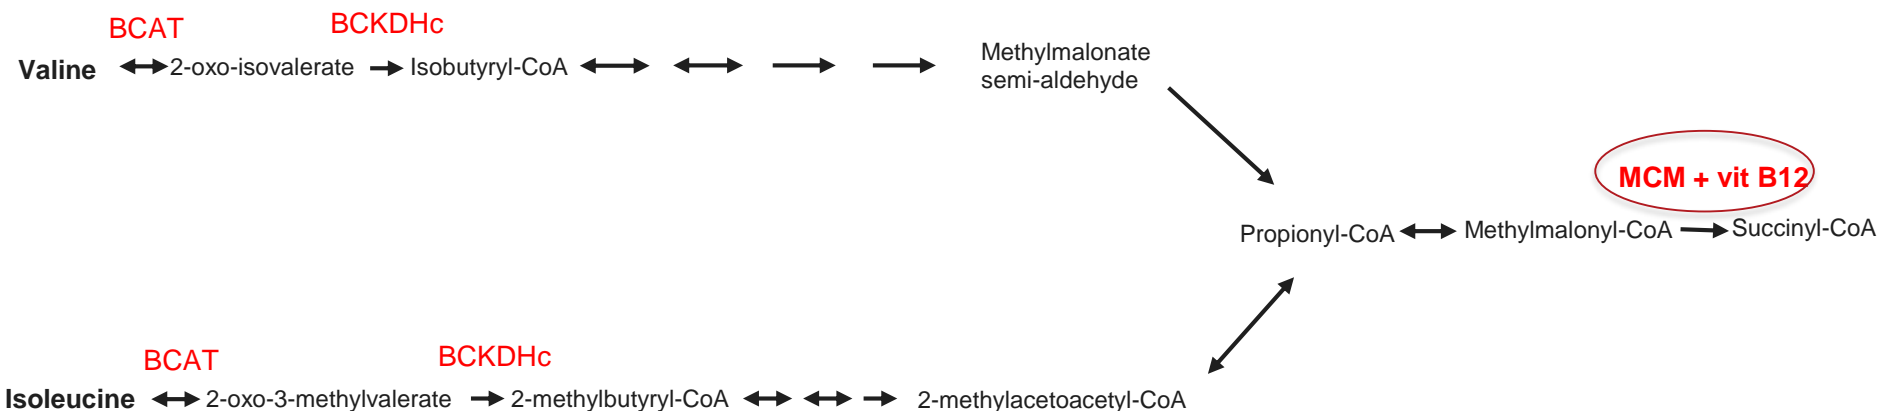 BCAT
BCKDHc
Valine 2-oxo-isovalerate Isobutyryl-CoA
Methylmalonate
semi-aldehyde
MCM + vit B12
Propionyl-CoA Methylmalonyl-CoA Succinyl-CoA
BCAT
BCKDHc
Isoleucine 2-oxo-3-methylvalerate 2-methylbutyryl-CoA 2-methylacetoacetyl-CoA